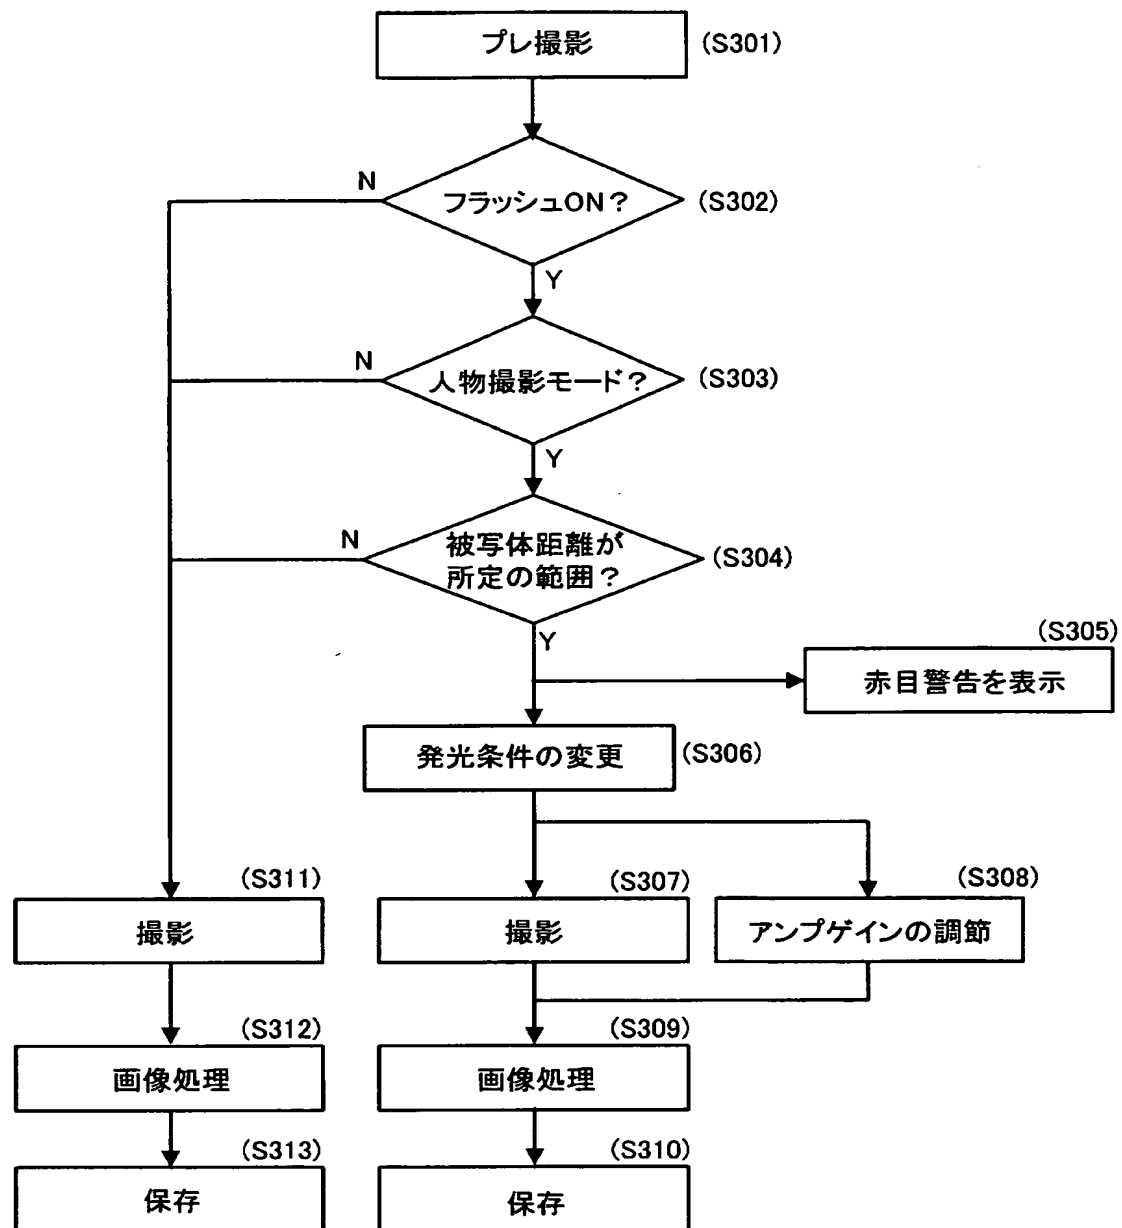 プレ撮影
(S301)
N
フラッシュON?
(S302)
Y
N
人物撮影モード?
(S303)
Y
N
被写体距離が
所定の範囲?
(S304)
Y
(S305)
赤目警告を表示
発光条件の変更
(S306)
(S311)
撮影
(S307)
撮影
(S308)
アンプゲインの調節
(S312)
画像処理
(S309)
画像処理
(S313)
保存
(S310)
保存